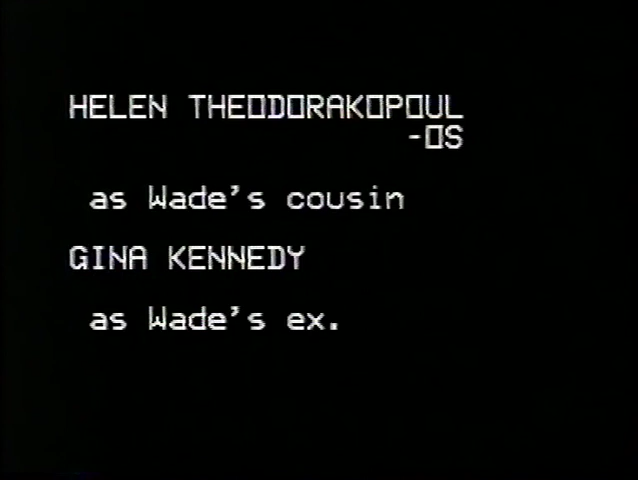 HELEN THEODORAKOPOUL
-OS
as Wade's cousin
GINA KENNEDY
as Wade's ex.